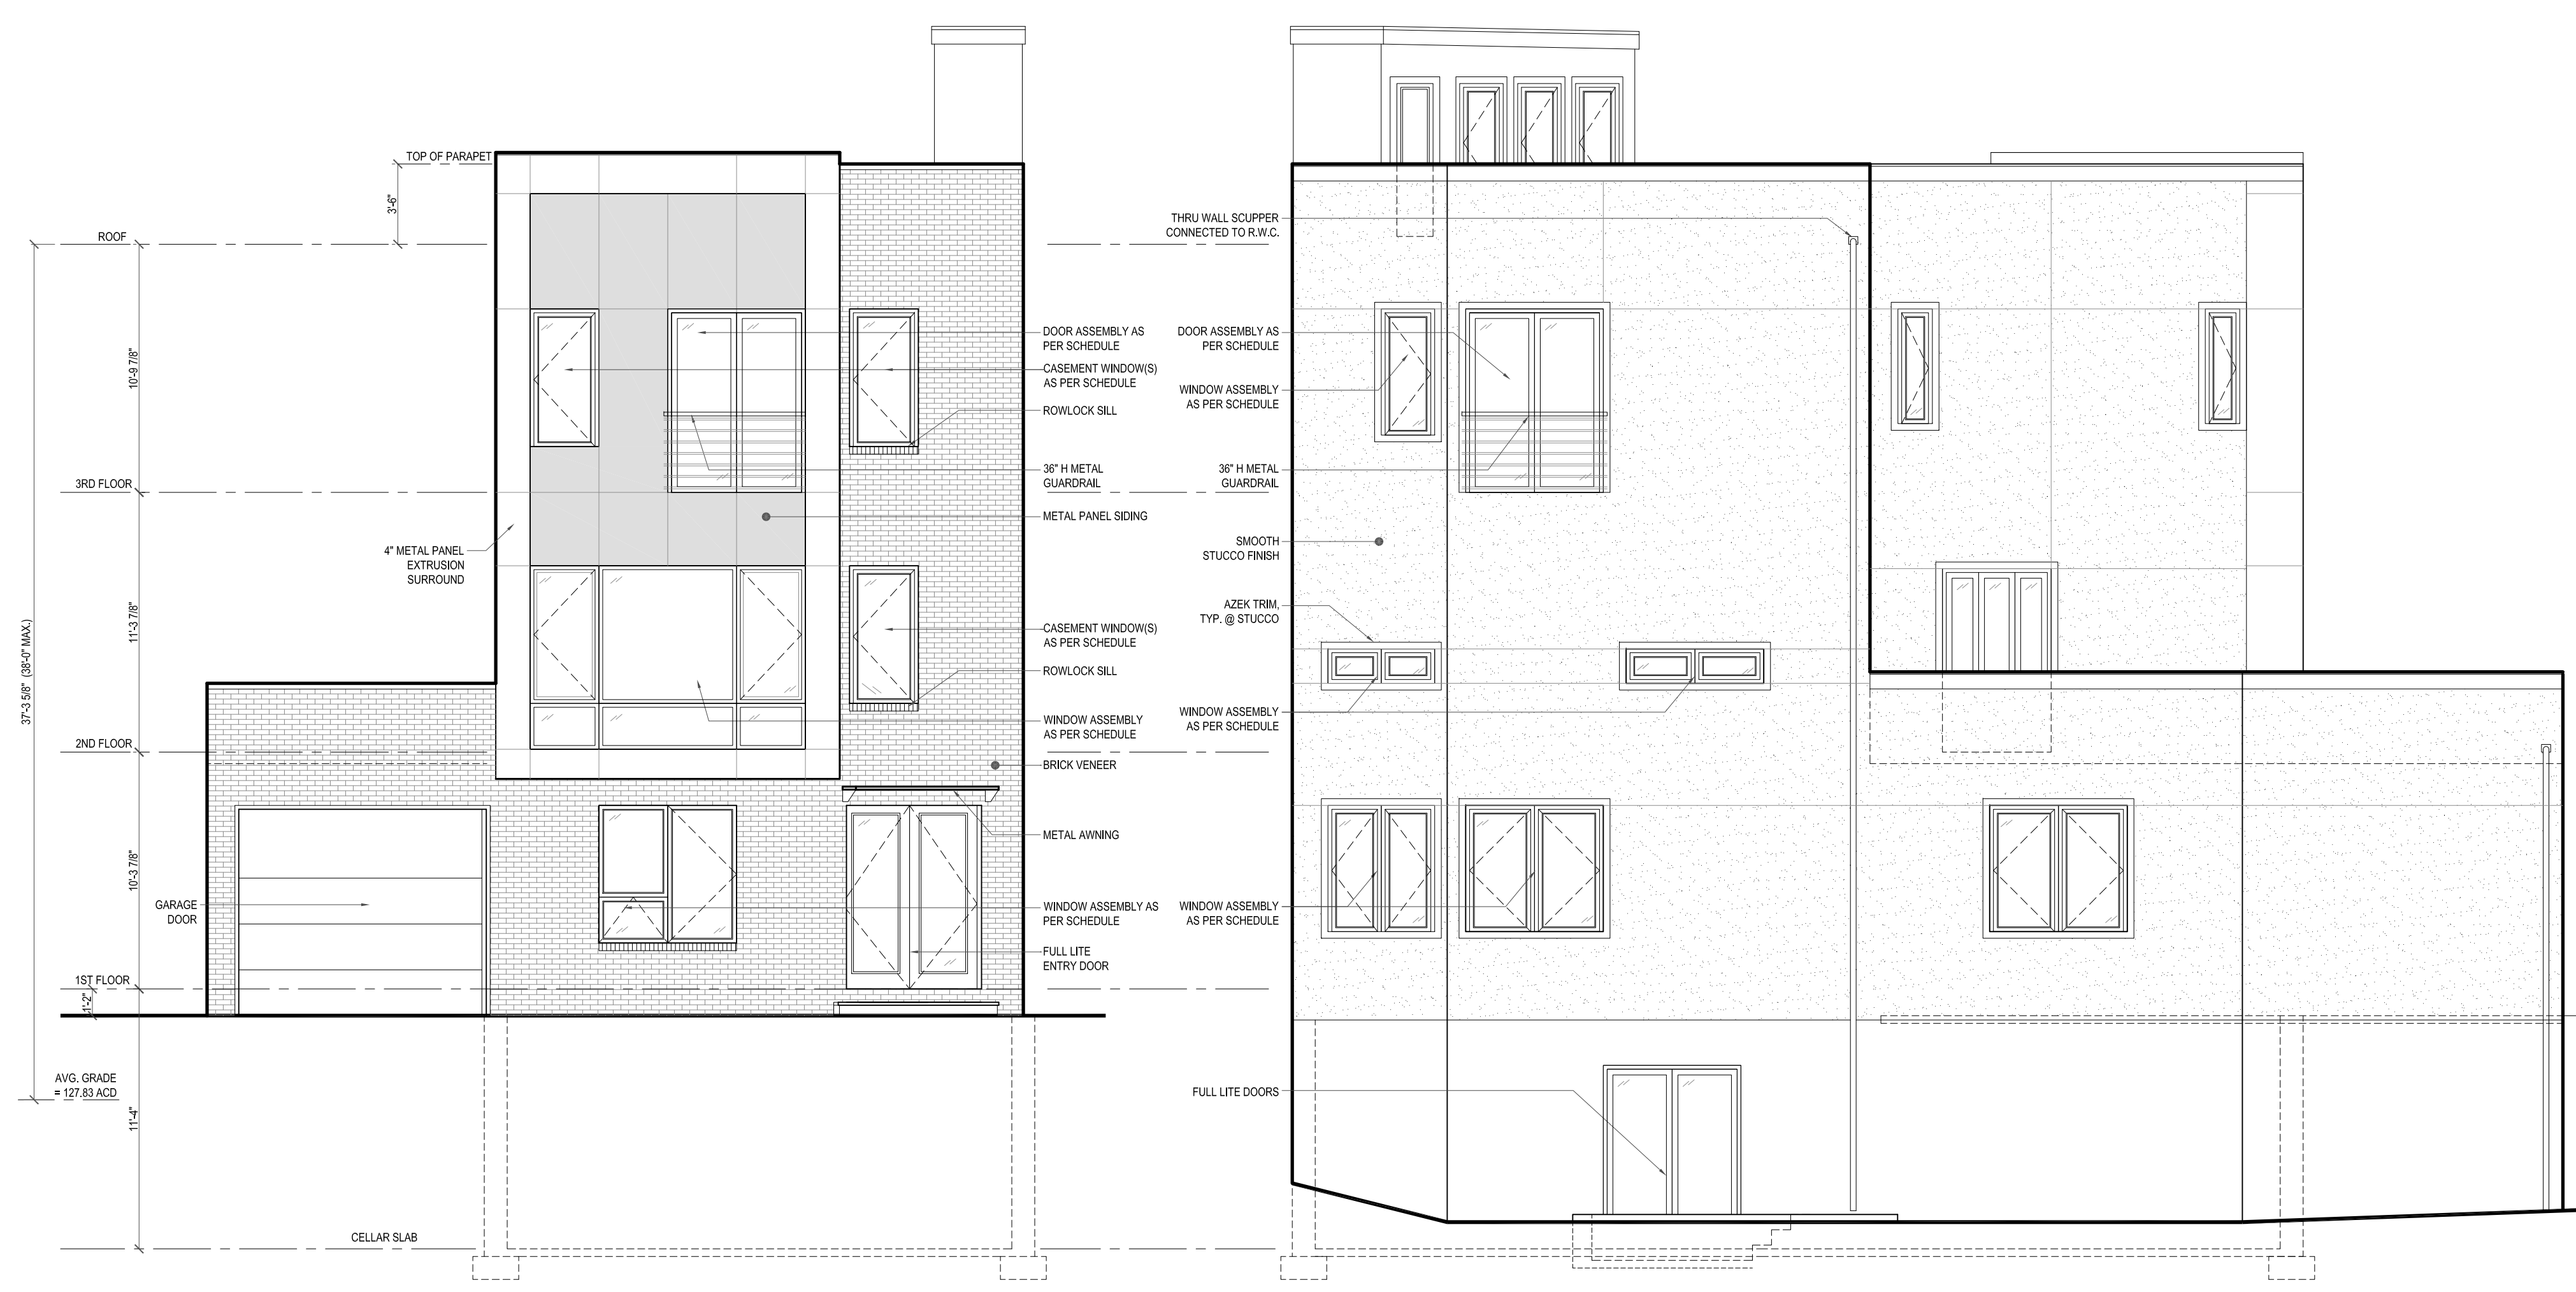 TOP OF PARAPET
3'-6"
ROOF
10'-9 7/8"
3RD FLOOR
4" METAL PANEL
EXTRUSION
SURROUND
11'-3 7/8"
37'-3 5/8" (38'-0" MAX.)
2ND FLOOR
10'-3 7/8"
GARAGE
DOOR
1ST FLOOR
1'-2"
AVG. GRADE
= 127.83 ACD
11'-4"
CELLAR SLAB
DOOR ASSEMBLY AS
PER SCHEDULE
CASEMENT WINDOW(S)
AS PER SCHEDULE
ROWLOCK SILL
36" H METAL
GUARDRAIL
METAL PANEL SIDING
CASEMENT WINDOW(S)
AS PER SCHEDULE
ROWLOCK SILL
WINDOW ASSEMBLY
AS PER SCHEDULE
BRICK VENEER
METAL AWNING
WINDOW ASSEMBLY AS
PER SCHEDULE
FULL LITE
ENTRY DOOR
THRU WALL SCUPPER
CONNECTED TO R.W.C.
DOOR ASSEMBLY AS
PER SCHEDULE
WINDOW ASSEMBLY
AS PER SCHEDULE
36" H METAL
GUARDRAIL
SMOOTH
STUCCO FINISH
AZEK TRIM,
TYP. @ STUCCO
WINDOW ASSEMBLY
AS PER SCHEDULE
WINDOW ASSEMBLY
AS PER SCHEDULE
FULL LITE DOORS